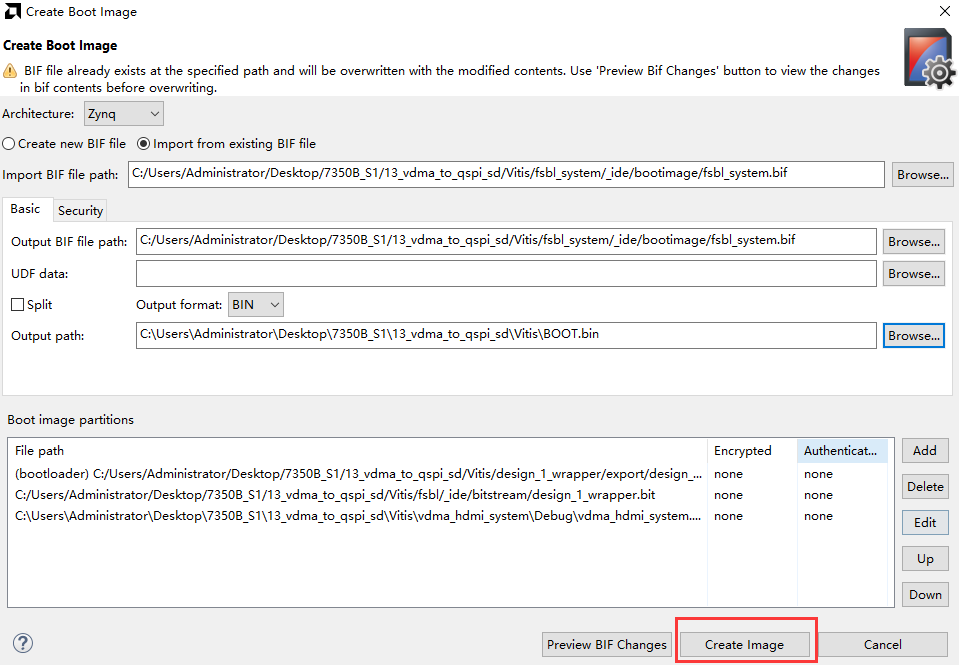 Create Boot Image
Create Boot Image
BIF file already exists at the specified path and will be overwritten with the modified contents. Use 'Preview Bif Changes' button to view the changes
in bif contents before overwriting.
Architecture: Zynq
Create new BIF file Import from existing BIF file
Import BIF file path: C:/Users/Administrator/Desktop/7350B_S1/13_vdma_to_qspi_sd/Vitis/fsbl_system/_ide/bootimage/fsbl_system.bif Browse...
Basic Security
Output BIF file path: C:/Users/Administrator/Desktop/7350B_S1/13_vdma_to_qspi_sd/Vitis/fsbl_system/_ide/bootimage/fsbl_system.bif Browse...
UDF data: Browse...
Split Output format: BIN
Output path: C:\Users\Administrator\Desktop\7350B_S1\13_vdma_to_qspi_sd\Vitis\BOOT.bin Browse...
Boot image partitions
File path Encrypted Authenticat... Add
(bootloader) C:/Users/Administrator/Desktop/7350B_S1/13_vdma_to_qspi_sd/Vitis/design_1_wrapper/export/design_... none none
C:/Users/Administrator/Desktop/7350B_S1/13_vdma_to_qspi_sd/Vitis/fsbl/_ide/bitstream/design_1_wrapper.bit none none Delete
C:\Users\Administrator\Desktop\7350B_S1\13_vdma_to_qspi_sd\Vitis\vdma_hdmi_system\Debug\vdma_hdmi_system.... none none Edit
Up
Down
? Preview BIF Changes Create Image Cancel